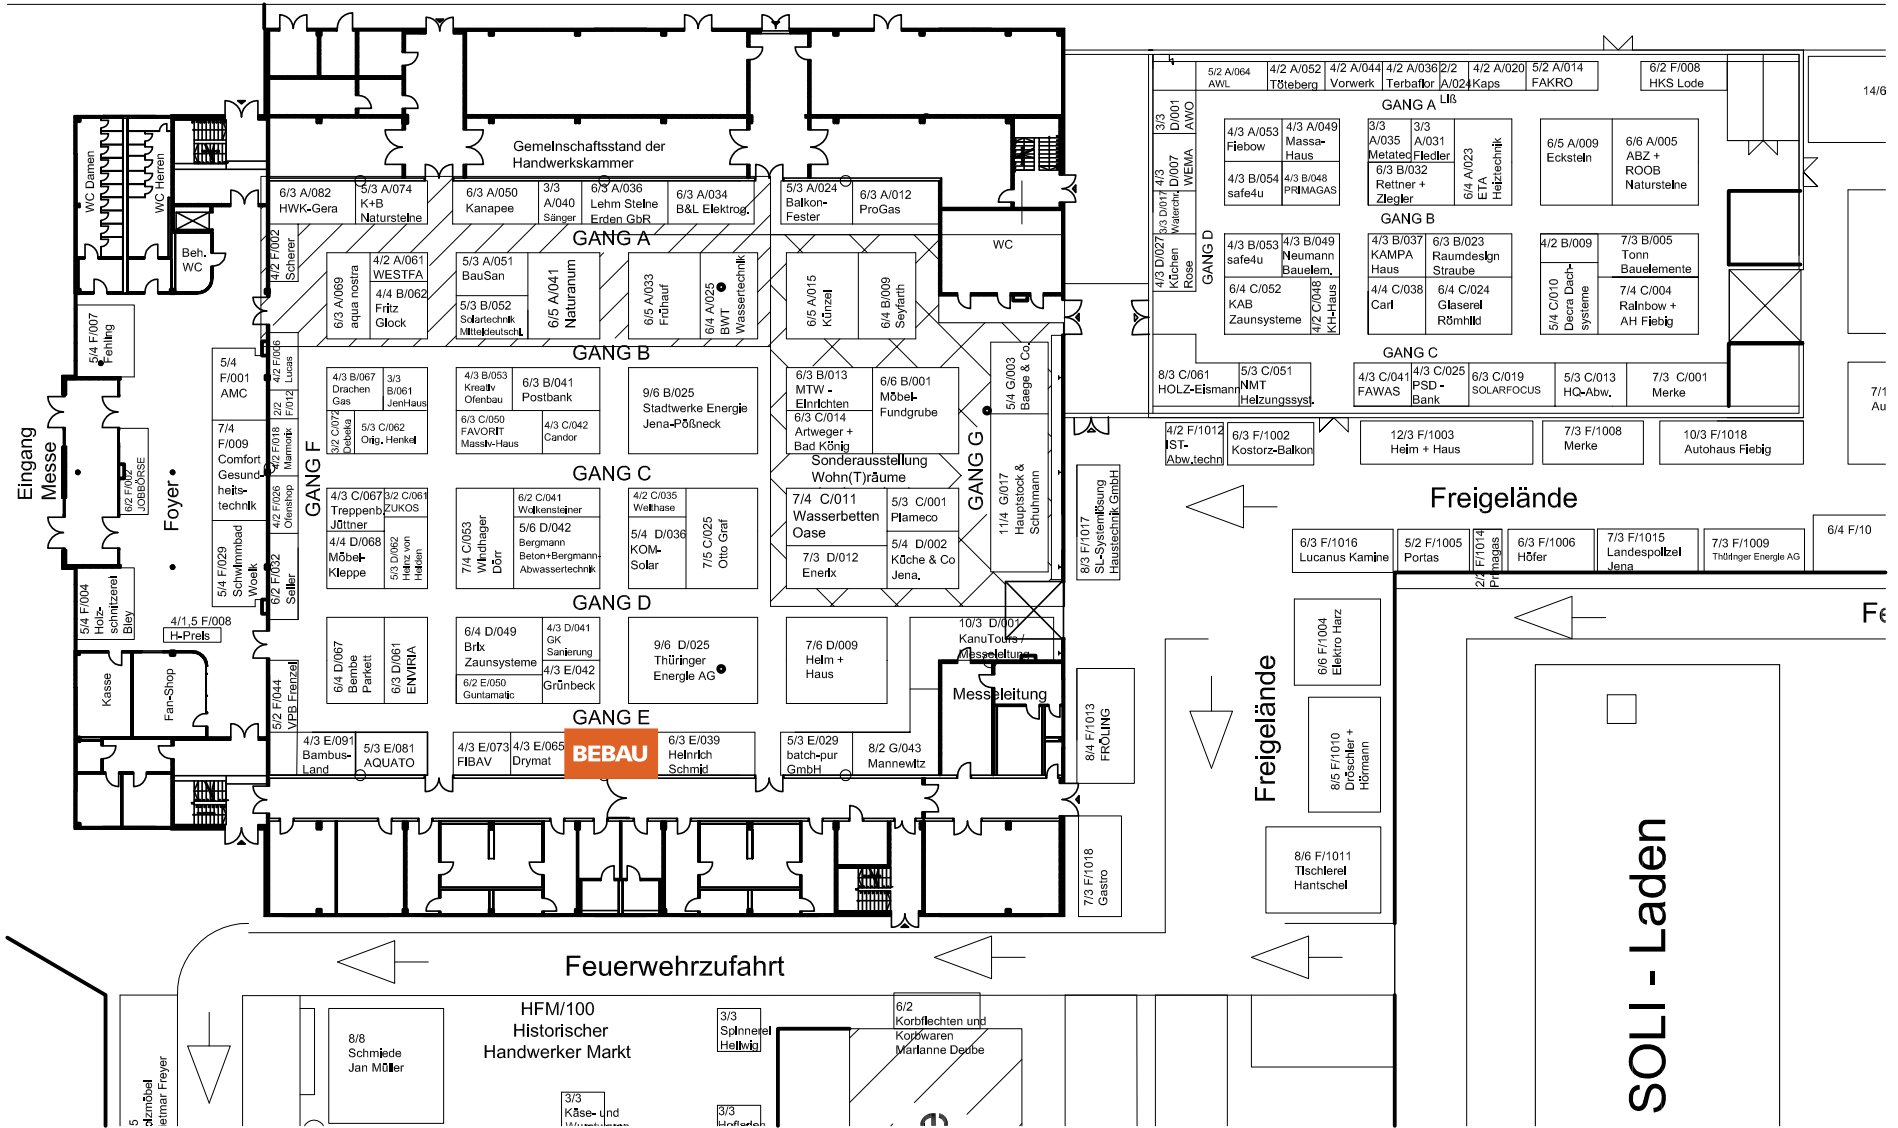 Gemeinschaftsstand der
Handwerkskammer
WC Damen
WC Herren
Beh.
WC
6/3 A/082
HWK-Gera
5/3 A/074
K+B
Natursteine
6/3 A/050
Kanapee
3/3
A/040
Sänger
6/3 A/036
Lehm Steine
Erden GbR
6/3 A/034
B&L Elektrog.
5/3 A/024
Balkon-
Fester
6/3 A/012
ProGas
WC
GANG A
4/2 F/002
Scherer
6/3 A/069
aqua nostra
4/2 A/061
WESTFA
4/4 B/062
Fritz
Glock
5/3 A/051
BauSan
5/3 B/052
Solartechnik
Mitteldeutschl.
6/5 A/041
Naturanum
6/5 A/033
Frühauf
6/4 A/025
BWT
Wassertechnik
6/5 A/015
Künzel
6/4 B/009
Seyfarth
GANG B
5/4 F/007
Fehling
5/4
F/001
AMC
4/2 F/006
Lucas
2/2
F/012
4/3 B/067
Drachen
Gas
3/3
B/061
JenHaus
3/2 C/072
Debeka
5/3 C/062
Orig. Henkel
4/3 B/053
Kreativ
Ofenbau
6/3 B/041
Postbank
6/3 C/050
FAVORIT
Massiv-Haus
4/3 C/042
Candor
9/6 B/025
Stadtwerke Energie
Jena-Pößneck
6/3 B/013
MTW -
Einrichten
6/3 C/014
Artweger +
Bad König
6/6 B/001
Möbel-
Fundgrube
5/4 G/003
Baege & Co.
Eingang
Messe
6/2 F/002
JOBBÖRSE
Foyer
7/4
F/009
Comfort
Gesund-
heits-
technik
4/2 F/018
Marmorix
4/2 F/026
Ofenshop
GANG F
GANG C
Sonderausstellung
Wohn(T)räume
GANG G
11/4 G/017
Hauptstock &
Schuhmann
4/3 C/067
Treppenb.
Jüttner
3/2 C/061
ZUKOS
4/4 D/068
Möbel-
Kleppe
5/3 D/062
Heinz von
Heiden
7/4 C/053
Windhager
Dörr
6/2 C/041
Wolkensteiner
5/6 D/042
Bergmann
Beton+Bergmann-
Abwassertechnik
4/2 C/035
Welthase
5/4 D/036
KOM-
Solar
7/5 C/025
Otto Graf
7/4 C/011
Wasserbetten
Oase
5/3 C/001
Plameco
7/3 D/012
Enerix
5/4 D/002
Küche & Co
Jena.
5/4 F/029
Schwimmbad
Woelk
6/2 F/032
Seiler
5/4 F/004
Holz-
schnitzerei
Bley
4/1,5 F/008
H-Preis
GANG D
6/4 D/067
Bembe
Parkett
6/3 D/061
ENVIRIA
6/4 D/049
Brix
Zaunsysteme
4/3 D/041
GK
Sanierung
6/2 E/050
Guntamatic
4/3 E/042
Grünbeck
9/6 D/025
Thüringer
Energie AG
7/6 D/009
Heim +
Haus
10/3 D/001
KanuTours /
Messeleitung
Messeleitung
Kasse
Fan-Shop
5/2 F/044
VPB Frenzel
GANG E
4/3 E/091
Bambus-
Land
5/3 E/081
AQUATO
4/3 E/073
FIBAV
4/3 E/065
Drymat
BEBAU
6/3 E/039
Heinrich
Schmid
5/3 E/029
batch-pur
GmbH
8/2 G/043
Mannewitz
5/2 A/064
AWL
4/2 A/052
Töteberg
4/2 A/044
Vorwerk
4/2 A/036
Terbaflor
2/2
A/024
Liß
4/2 A/020
Kaps
5/2 A/014
FAKRO
6/2 F/008
HKS Lode
14/6
GANG A
3/3
D/001
AWO
4/3
D/007
WEMA
3/3 D/017
Waterchr.
4/3 D/027
Küchen
Rose
GANG D
4/3 A/053
Fiebow
4/3 A/049
Massa-
Haus
4/3 B/054
safe4u
4/3 B/048
PRIMAGAS
3/3
A/035
Metatec
3/3
A/031
Fiedler
6/3 B/032
Rettner +
Ziegler
6/4 A/023
ETA
Heiztechnik
6/5 A/009
Eckstein
6/6 A/005
ABZ +
ROOB
Natursteine
GANG B
4/3 B/053
safe4u
4/3 B/049
Neumann
Bauelem.
6/4 C/052
KAB
Zaunsysteme
4/2 C/048
KH-Haus
4/3 B/037
KAMPA
Haus
6/3 B/023
Raumdesign
Straube
4/4 C/038
Carl
6/4 C/024
Glaserei
Römhild
4/2 B/009
5/4 C/010
Decra Dach-
systeme
7/3 B/005
Tonn
Bauelemente
7/4 C/004
Rainbow +
AH Fiebig
GANG C
8/3 C/061
HOLZ-Eismann
5/3 C/051
NMT
Heizungssyst.
4/3 C/041
FAWAS
4/3 C/025
PSD -
Bank
6/3 C/019
SOLARFOCUS
5/3 C/013
HQ-Abw.
7/3 C/001
Merke
7/1
Au
4/2 F/1012
IST-
Abw.techn
6/3 F/1002
Kostorz-Balkon
12/3 F/1003
Heim + Haus
7/3 F/1008
Merke
10/3 F/1018
Autohaus Fiebig
8/3 F/1017
SL-Systemlösung
Haustechnik GmbH
Freigelände
6/3 F/1016
Lucanus Kamine
5/2 F/1005
Portas
2/2 F/1014
Primagas
6/3 F/1006
Höfer
7/3 F/1015
Landespolizei
Jena
7/3 F/1009
Thüringer Energie AG
6/4 F/10
Fe
6/6 F/1004
Elektro Harz
Freigelände
8/5 F/1010
Dröschler +
Hörmann
8/4 F/1013
FRÖLING
8/6 F/1011
Tischlerei
Hantschel
7/3 F/1018
Gastro
SOLI - Laden
Feuerwehrzufahrt
HFM/100
Historischer
Handwerker Markt
8/8
Schmiede
Jan Müller
3/3
Spinnerei
Hellwig
6/2
Korbflechten und
Korbwaren
Marianne Deube
3/3
Käse- und
3/3
Hofladen
5
olzmöbel
ietmar Freyer
e